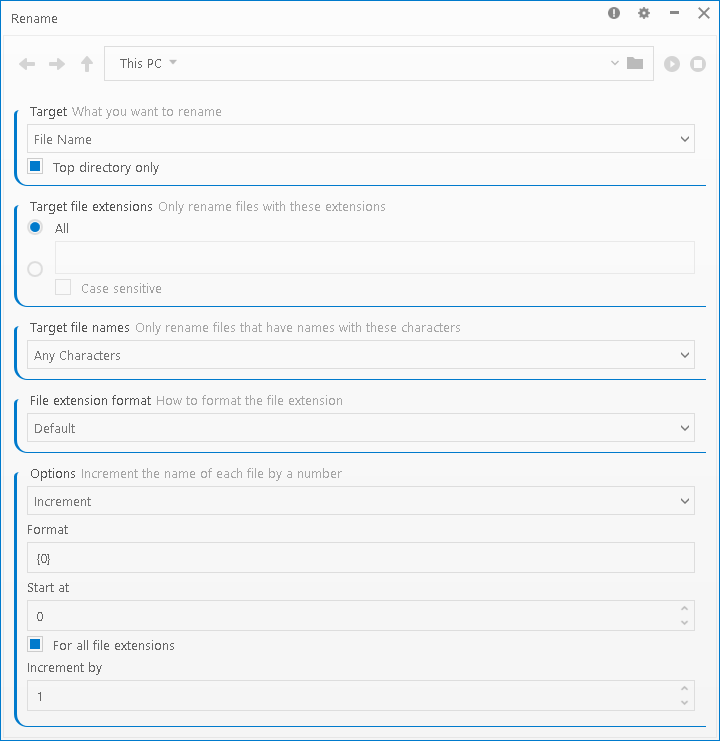 Rename
This PC
Target What you want to rename
File Name
Top directory only
Target file extensions Only rename files with these extensions
All
Case sensitive
Target file names Only rename files that have names with these characters
Any Characters
File extension format How to format the file extension
Default
Options Increment the name of each file by a number
Increment
Format
{0}
Start at
0
For all file extensions
Increment by
1